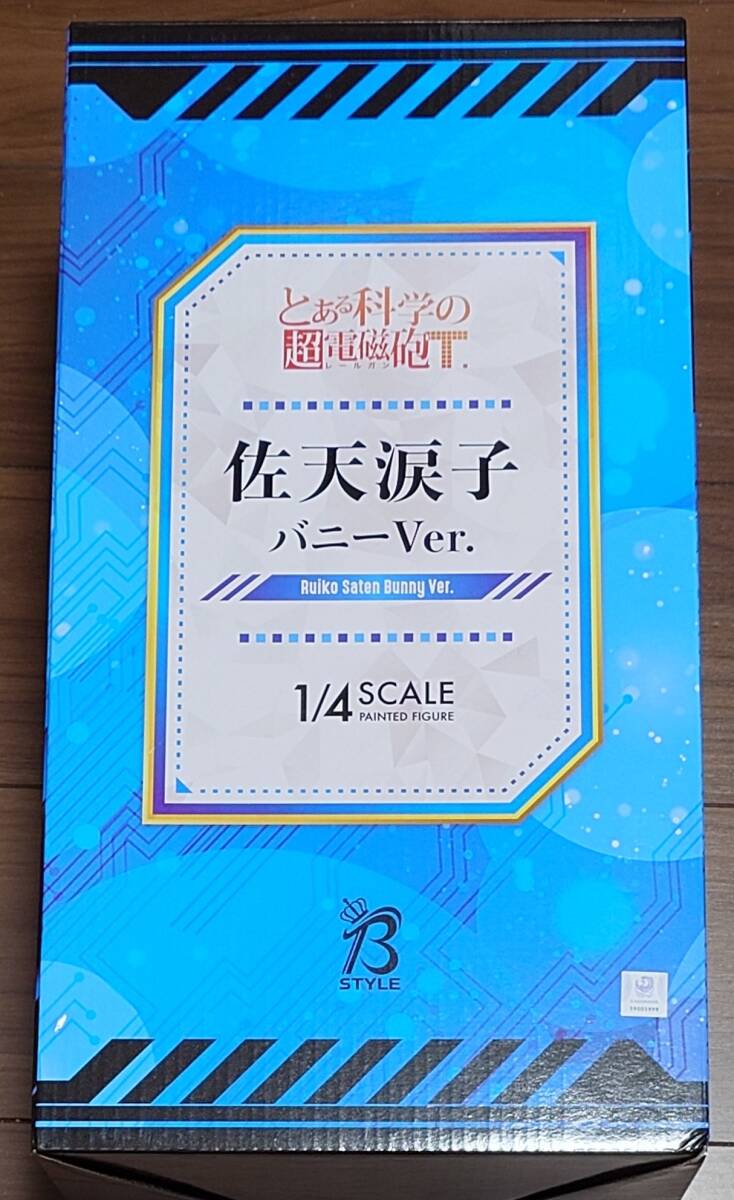 とある科学の
超電磁砲T
レールガン
佐天涙子
バニーVer.
Ruiko Saten Bunny Ver.
1/4 SCALE
PAINTED FIGURE
B
STYLE